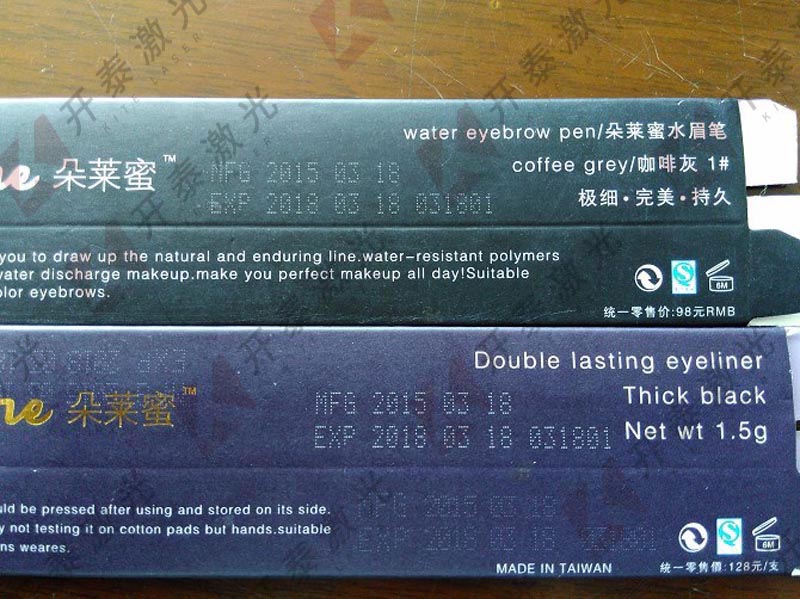 water eyebrow pen/朵莱蜜水眉笔
re 朵莱蜜™
coffee grey/咖啡灰 1#
MFG 2015 03 18
极细·完美·持久
EXP 2018 03 18 031801
you to draw up the natural and enduring line.water-resistant polymers
water discharge makeup.make you perfect makeup all day!Suitable
olor eyebrows.
6M
统一零售价:98元RMB
Double lasting eyeliner
re 朵莱蜜™
MFG 2015 03 18
Thick black
EXP 2018 03 18 031801
Net wt 1.5g
uld be pressed after using and stored on its side.
y not testing it on cotton pads but hands.suitable
ns weares.
MFG 2015 03 18
6M
MADE IN TAIWAN
统一零售價:128元/支
开泰激光
KITE LASER